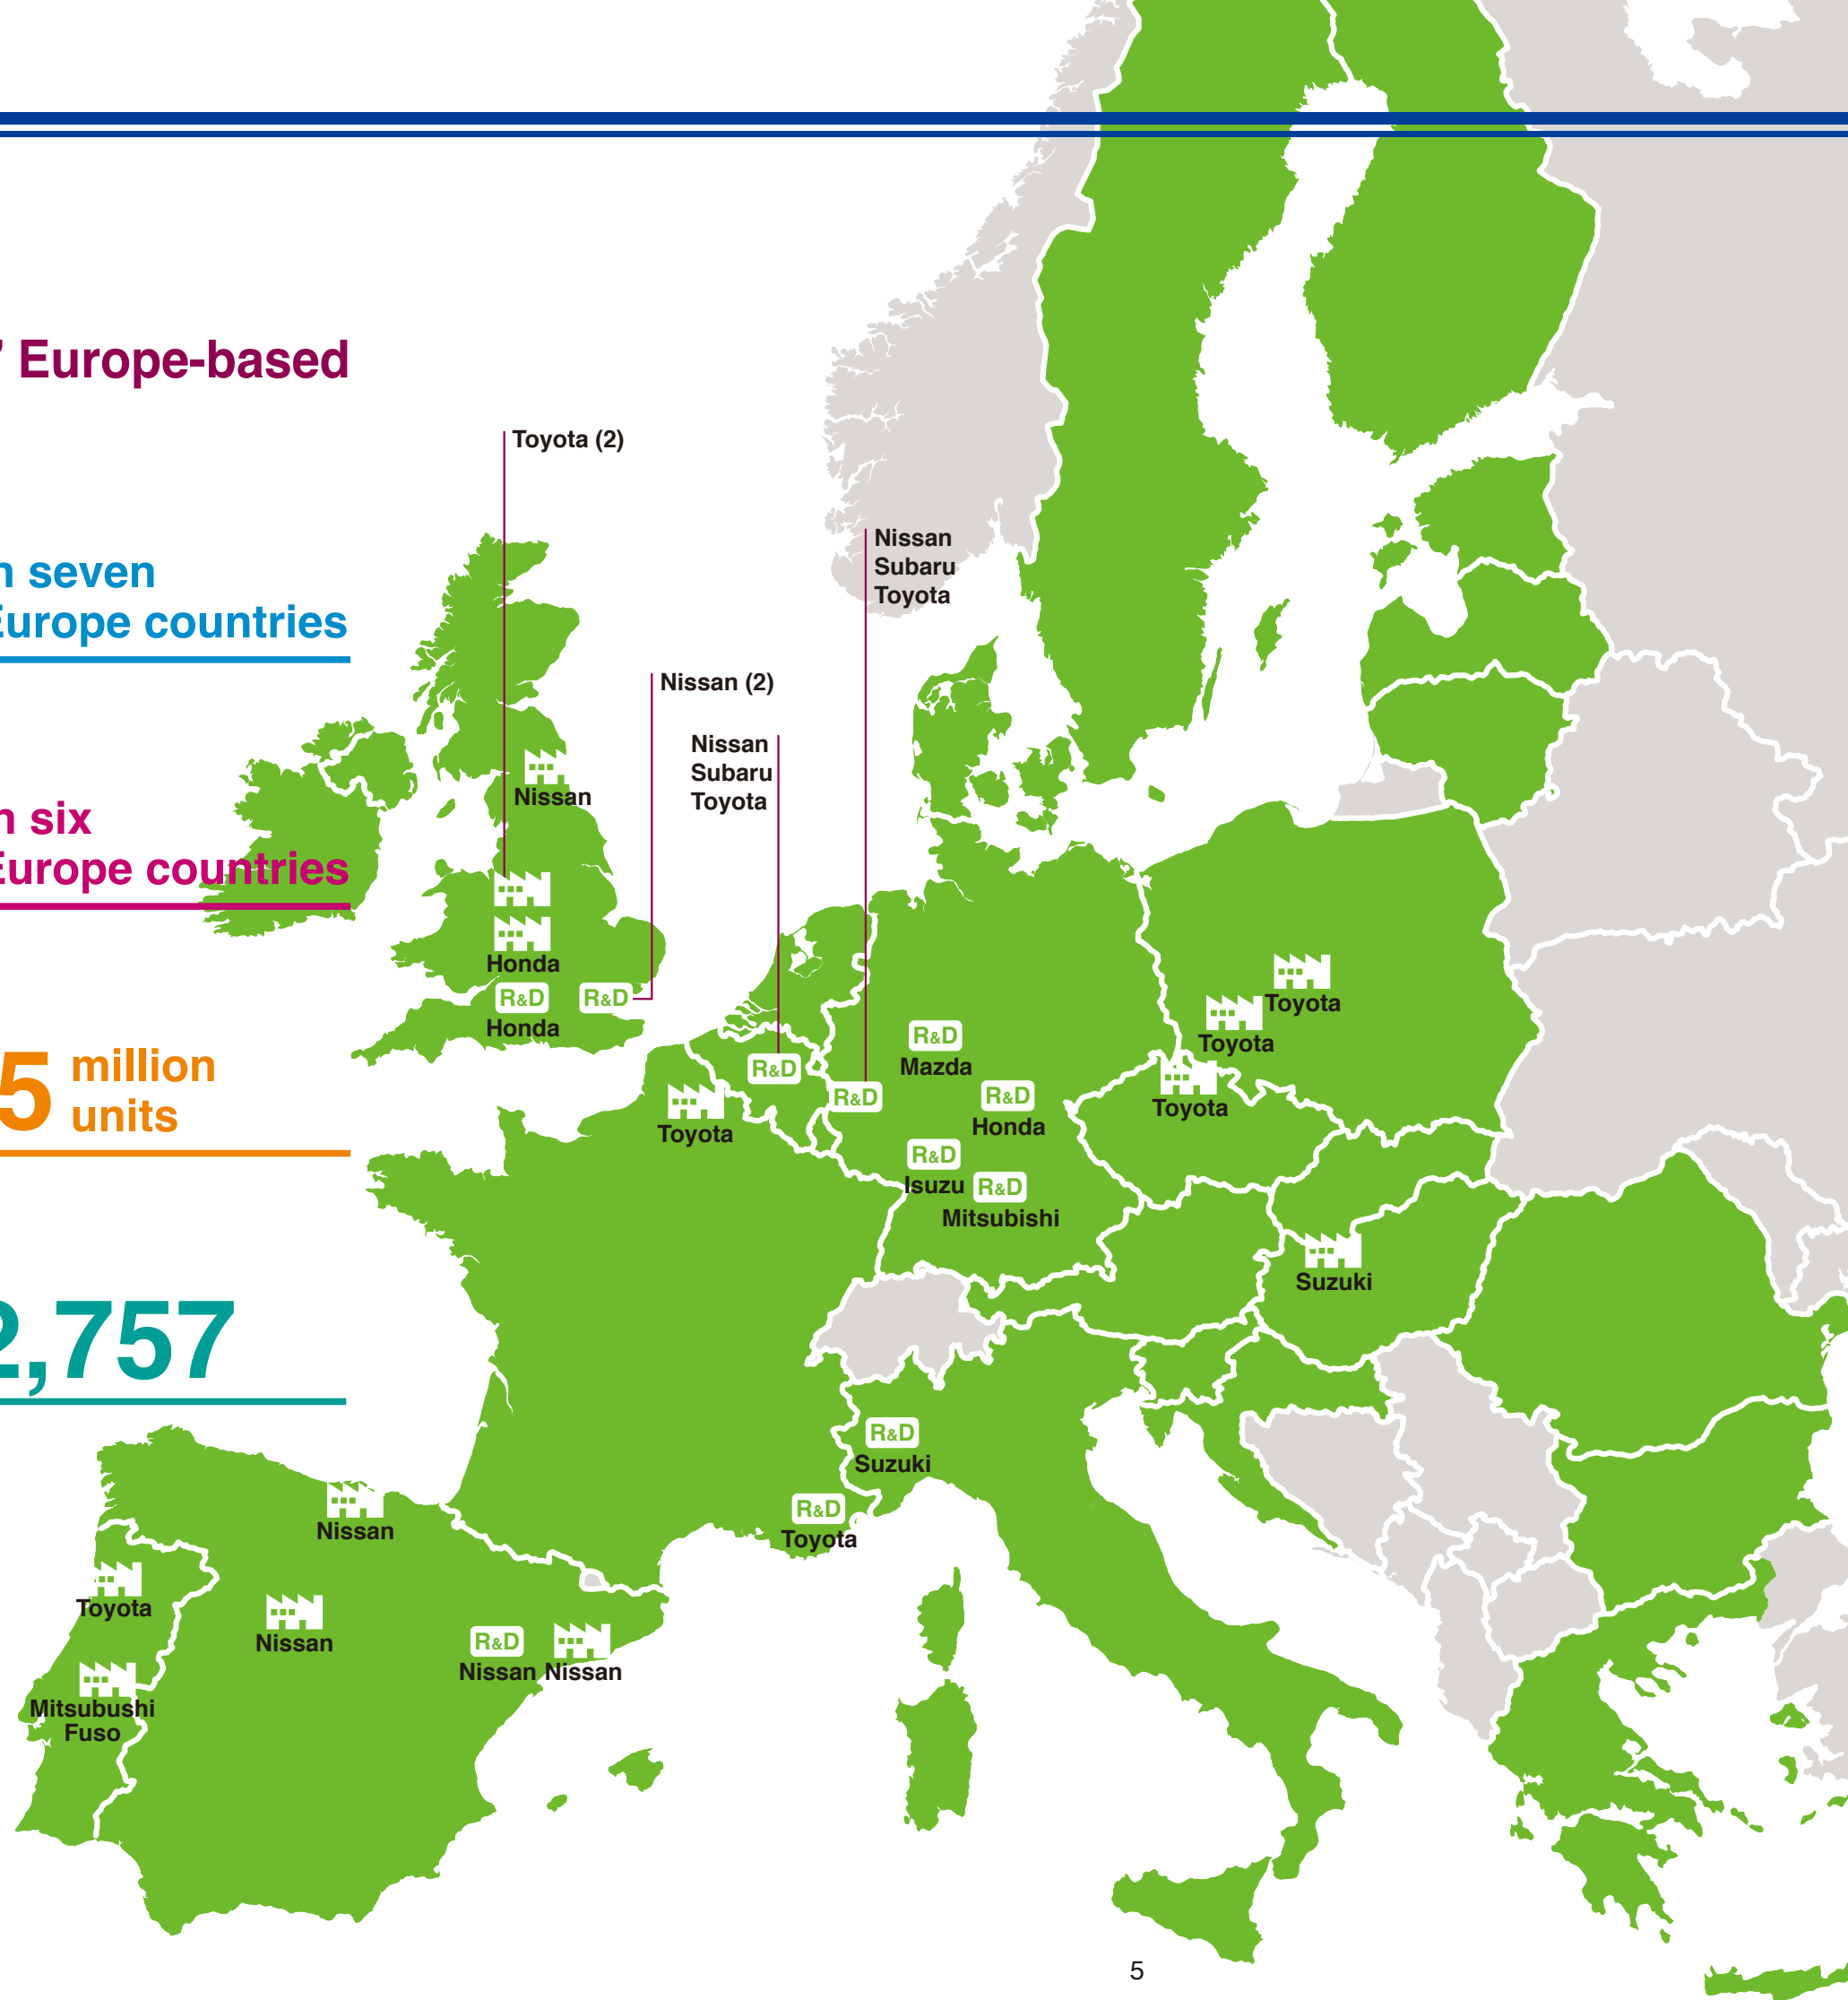 ’ Europe-based
n seven
Europe countries
n six
Europe countries
5 million
units
2,757
Toyota (2)
Nissan
Subaru
Toyota
Nissan (2)
Nissan
Subaru
Toyota
Nissan
Honda
R&D
R&D
Honda
R&D
R&D
R&D
Mazda
R&D
Honda
R&D
Isuzu
R&D
Mitsubishi
Toyota
Toyota
Toyota
Toyota
Suzuki
R&D
Suzuki
R&D
Toyota
Nissan
Toyota
Nissan
R&D
Nissan
Nissan
Mitsubushi
Fuso
5